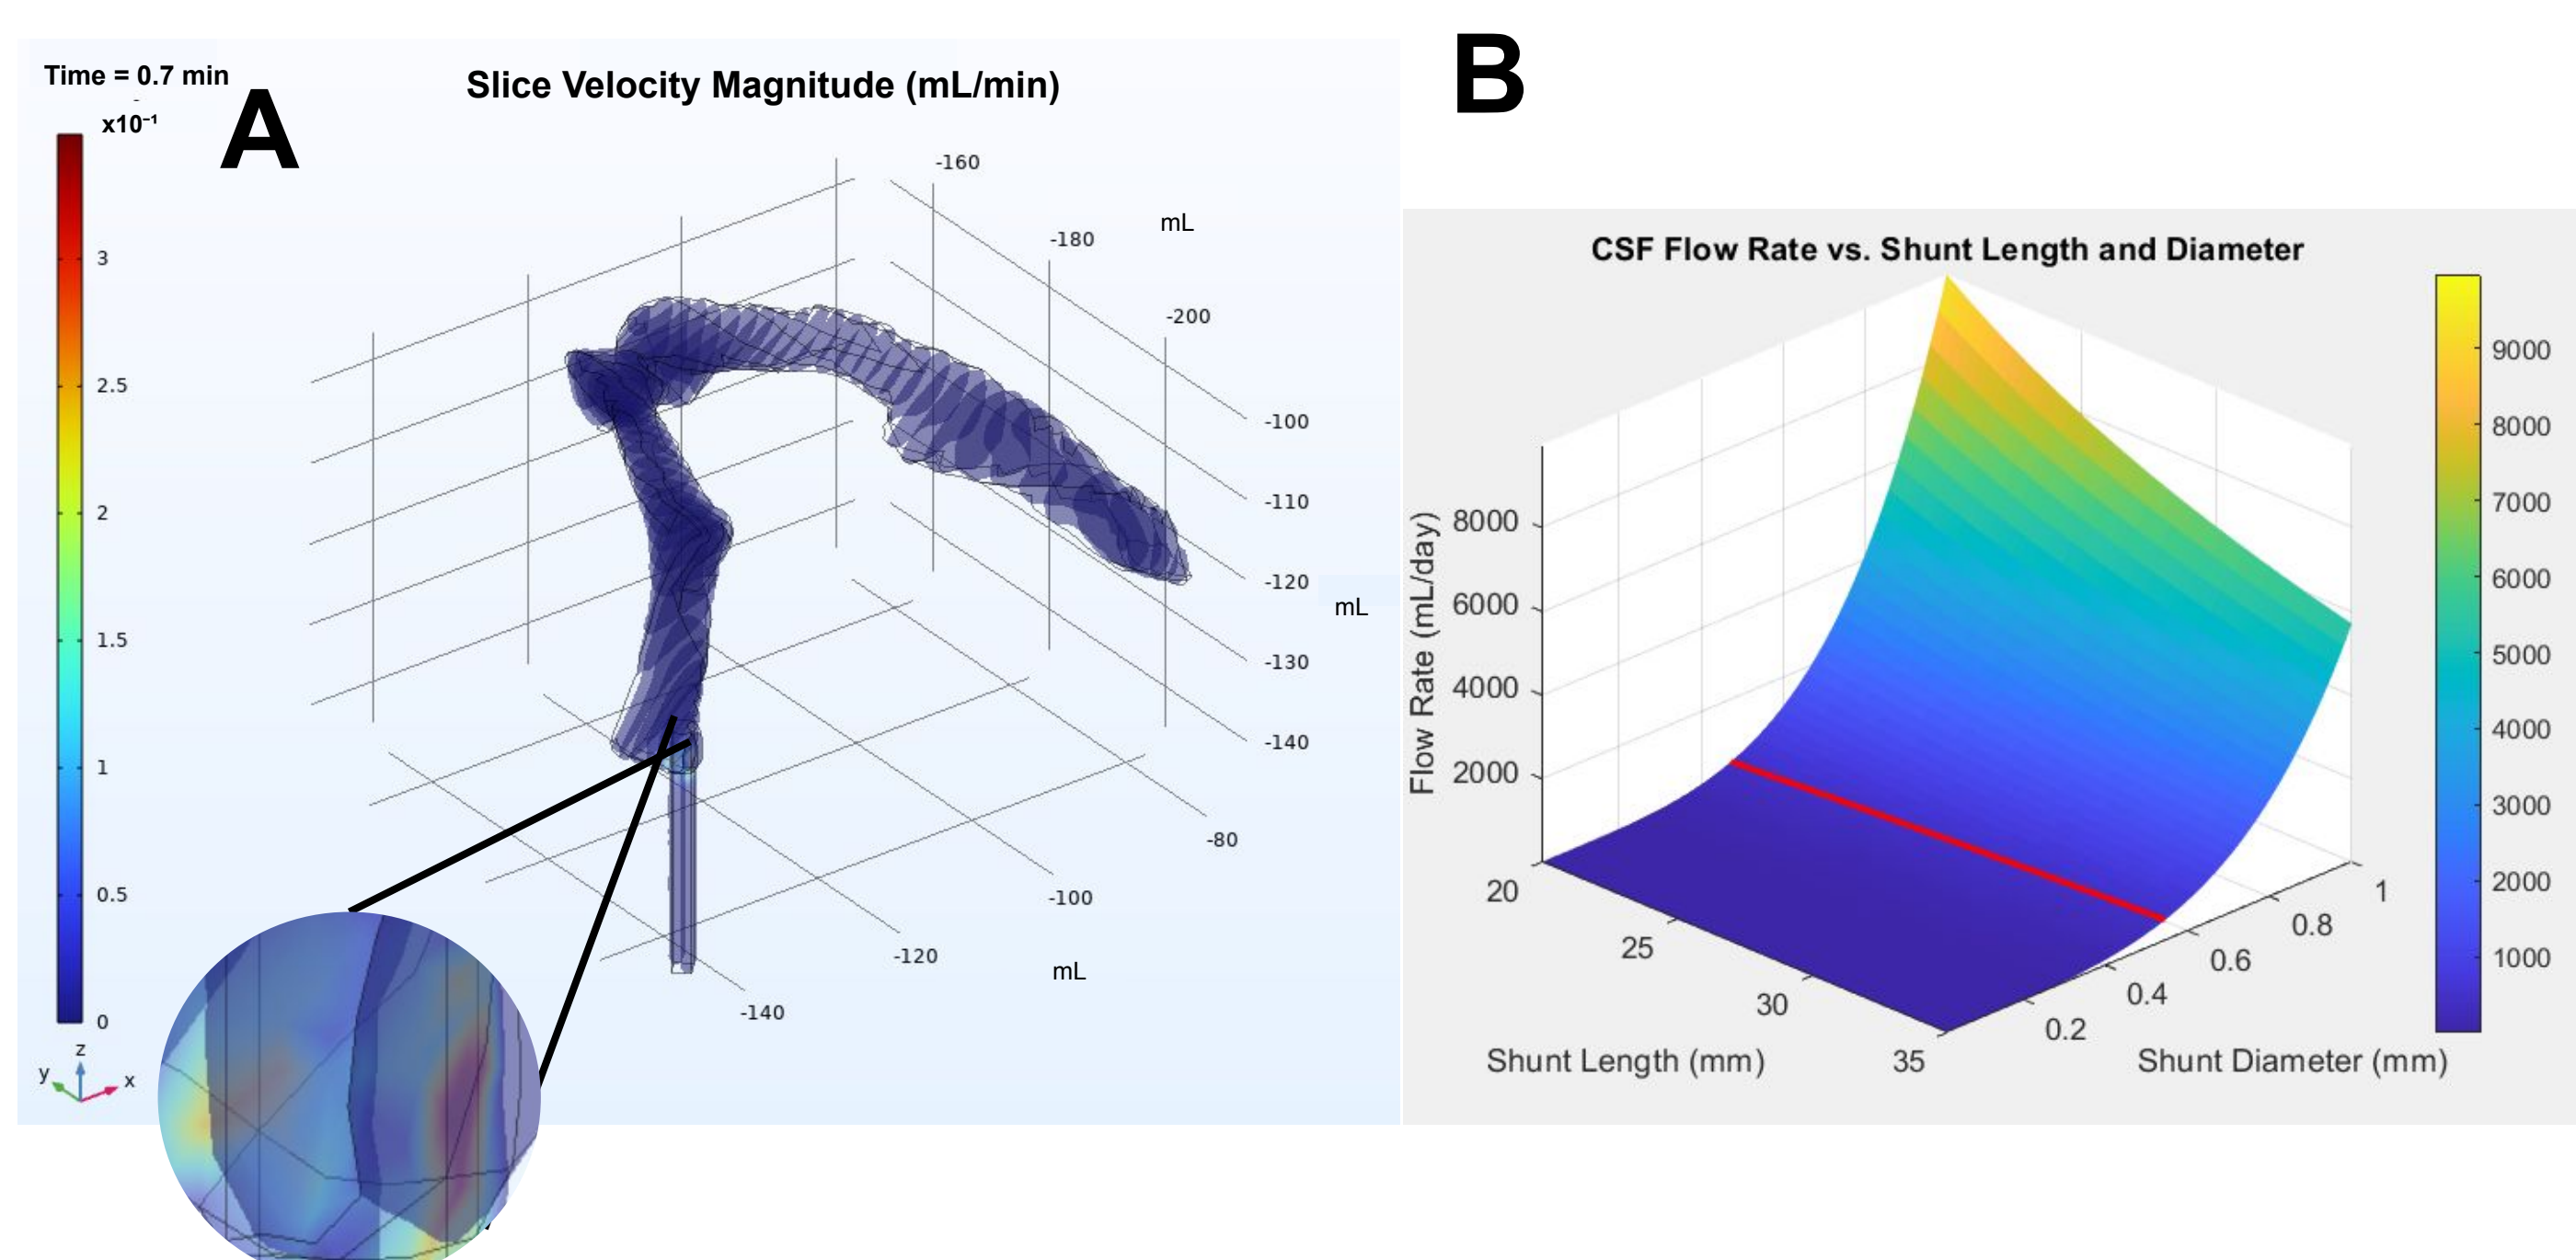 Time = 0.7 min
A
Slice Velocity Magnitude (mL/min)
x10⁻¹
3
2.5
2
1.5
1
0.5
0
-160
mL
-180
-200
-100
-110
-120
mL
-130
-140
-80
-100
-120
mL
-140
z
y
x
B
CSF Flow Rate vs. Shunt Length and Diameter
Flow Rate (mL/day)
8000
6000
4000
2000
20
25
30
35
Shunt Length (mm)
0.2
0.4
0.6
0.8
1
Shunt Diameter (mm)
9000
8000
7000
6000
5000
4000
3000
2000
1000